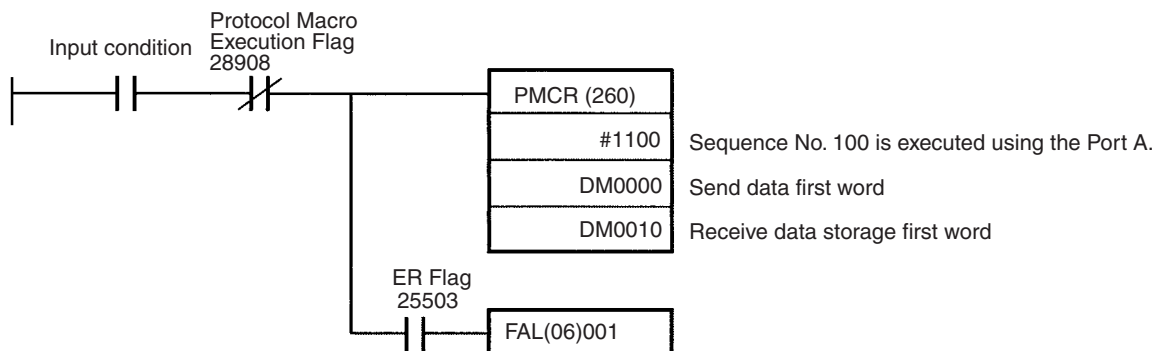 Protocol Macro
Input condition
Execution Flag
28908
PMCR (260)
#1100
Sequence No. 100 is executed using the Port A.
DM0000
Send data first word
DM0010
Receive data storage first word
ER Flag
25503
FAL(06)001